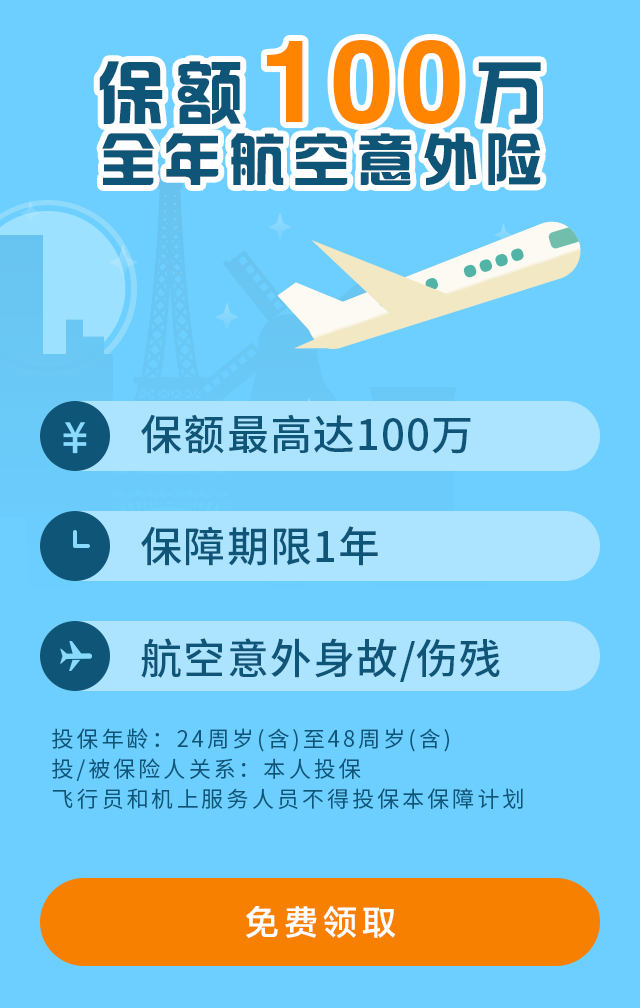 保额100万
全年航空意外险
¥
保额最高达100万
保障期限1年
航空意外身故/伤残
投保年龄：24周岁(含)至48周岁(含)
投/被保险人关系：本人投保
飞行员和机上服务人员不得投保本保障计划
免费领取